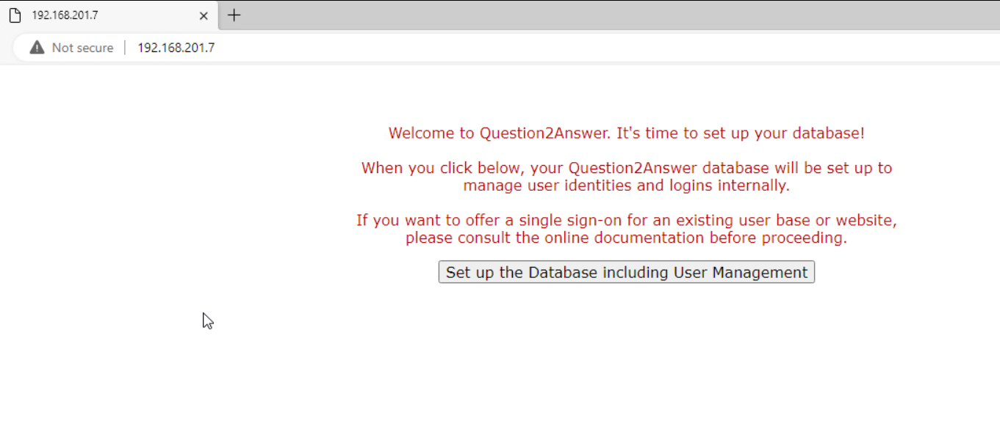 192.168.201.7
Not secure
192.168.201.7
Welcome to Question2Answer. It's time to set up your database!
When you click below, your Question2Answer database will be set up to
manage user identities and logins internally.
If you want to offer a single sign-on for an existing user base or website,
please consult the online documentation before proceeding.
Set up the Database including User Management